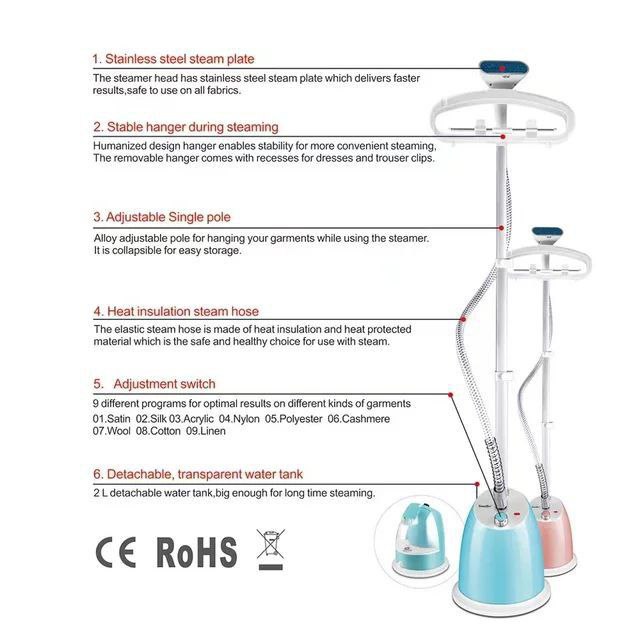 1. Stainless steel steam plate
The steamer head has stainless steel steam plate which delivers faster
results,safe to use on all fabrics.
2. Stable hanger during steaming
Humanized design hanger enables stability for more convenient steaming,
The removable hanger comes with recesses for dresses and trouser clips.
3. Adjustable Single pole
Alloy adjustable pole for hanging your garments while using the steamer.
It is collapsible for easy storage.
4. Heat insulation steam hose
The elastic steam hose is made of heat insulation and heat protected
material which is the safe and healthy choice for use with steam.
5. Adjustment switch
9 different programs for optimal results on different kinds of garments
01.Satin 02.Silk 03.Acrylic 04.Nylon 05.Polyester 06.Cashmere
07.Wool 08.Cotton 09.Linen
6. Detachable, transparent water tank
2 L detachable water tank,big enough for long time steaming.
CE RoHS